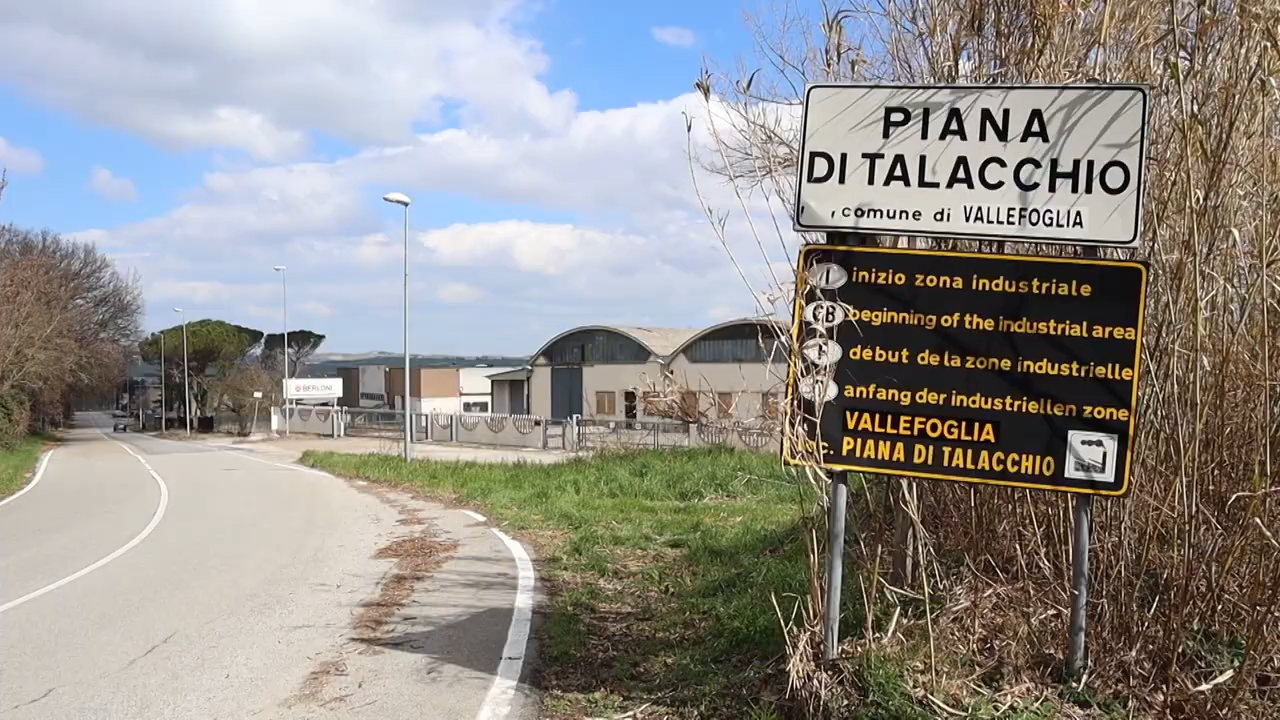 PIANA
DI TALACCHIO
comune di VALLEFOGLIA
I inizio zona industriale
GB beginning of the industrial area
début de la zone industrielle
anfang der industriellen zone
VALLEFOGLIA
C. PIANA DI TALACCHIO
BERLONI